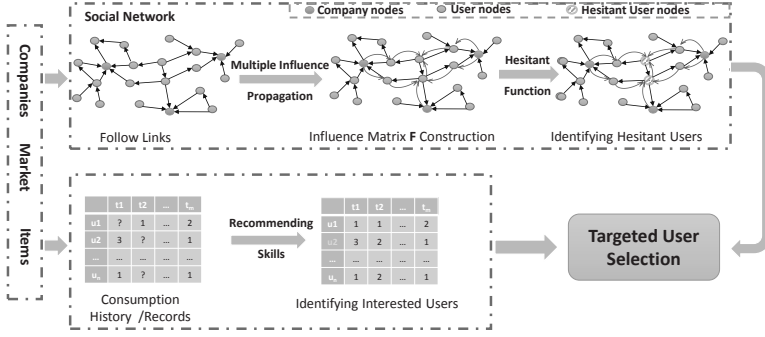 Social Network
Company nodes
User nodes
Hesitant User nodes
Companies
Market
Items
Multiple Influence
Propagation
Hesitant
Function
Follow Links
Influence Matrix F Construction
Identifying Hesitant Users
t1 t2 ... tm
u1 ? 1 ... 2
u2 3 ? ... 1
... ... ... ... ...
un 1 ? ... 1
Recommending
Skills
t1 t2 ... tm
u1 1 1 ... 2
u2 3 2 ... 1
... ... ... ... ...
un 1 2 ... 1
Consumption
History /Records
Identifying Interested Users
Targeted User
Selection